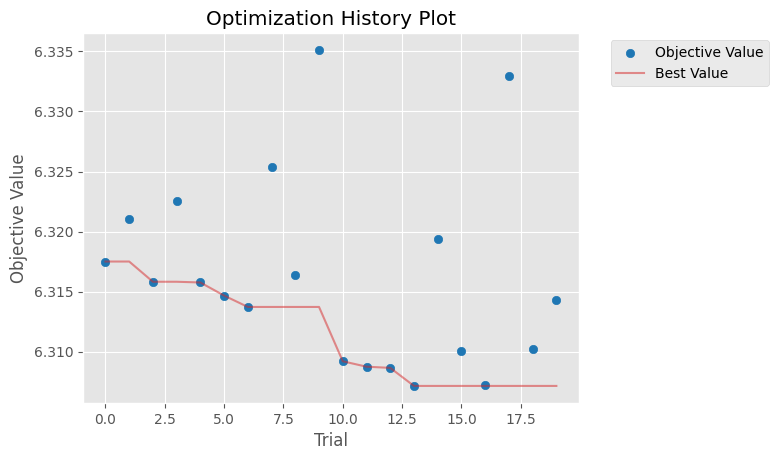 Optimization History Plot
Objective Value
Best Value
Objective Value
6.335
6.330
6.325
6.320
6.315
6.310
0.0 2.5 5.0 7.5 10.0 12.5 15.0 17.5
Trial